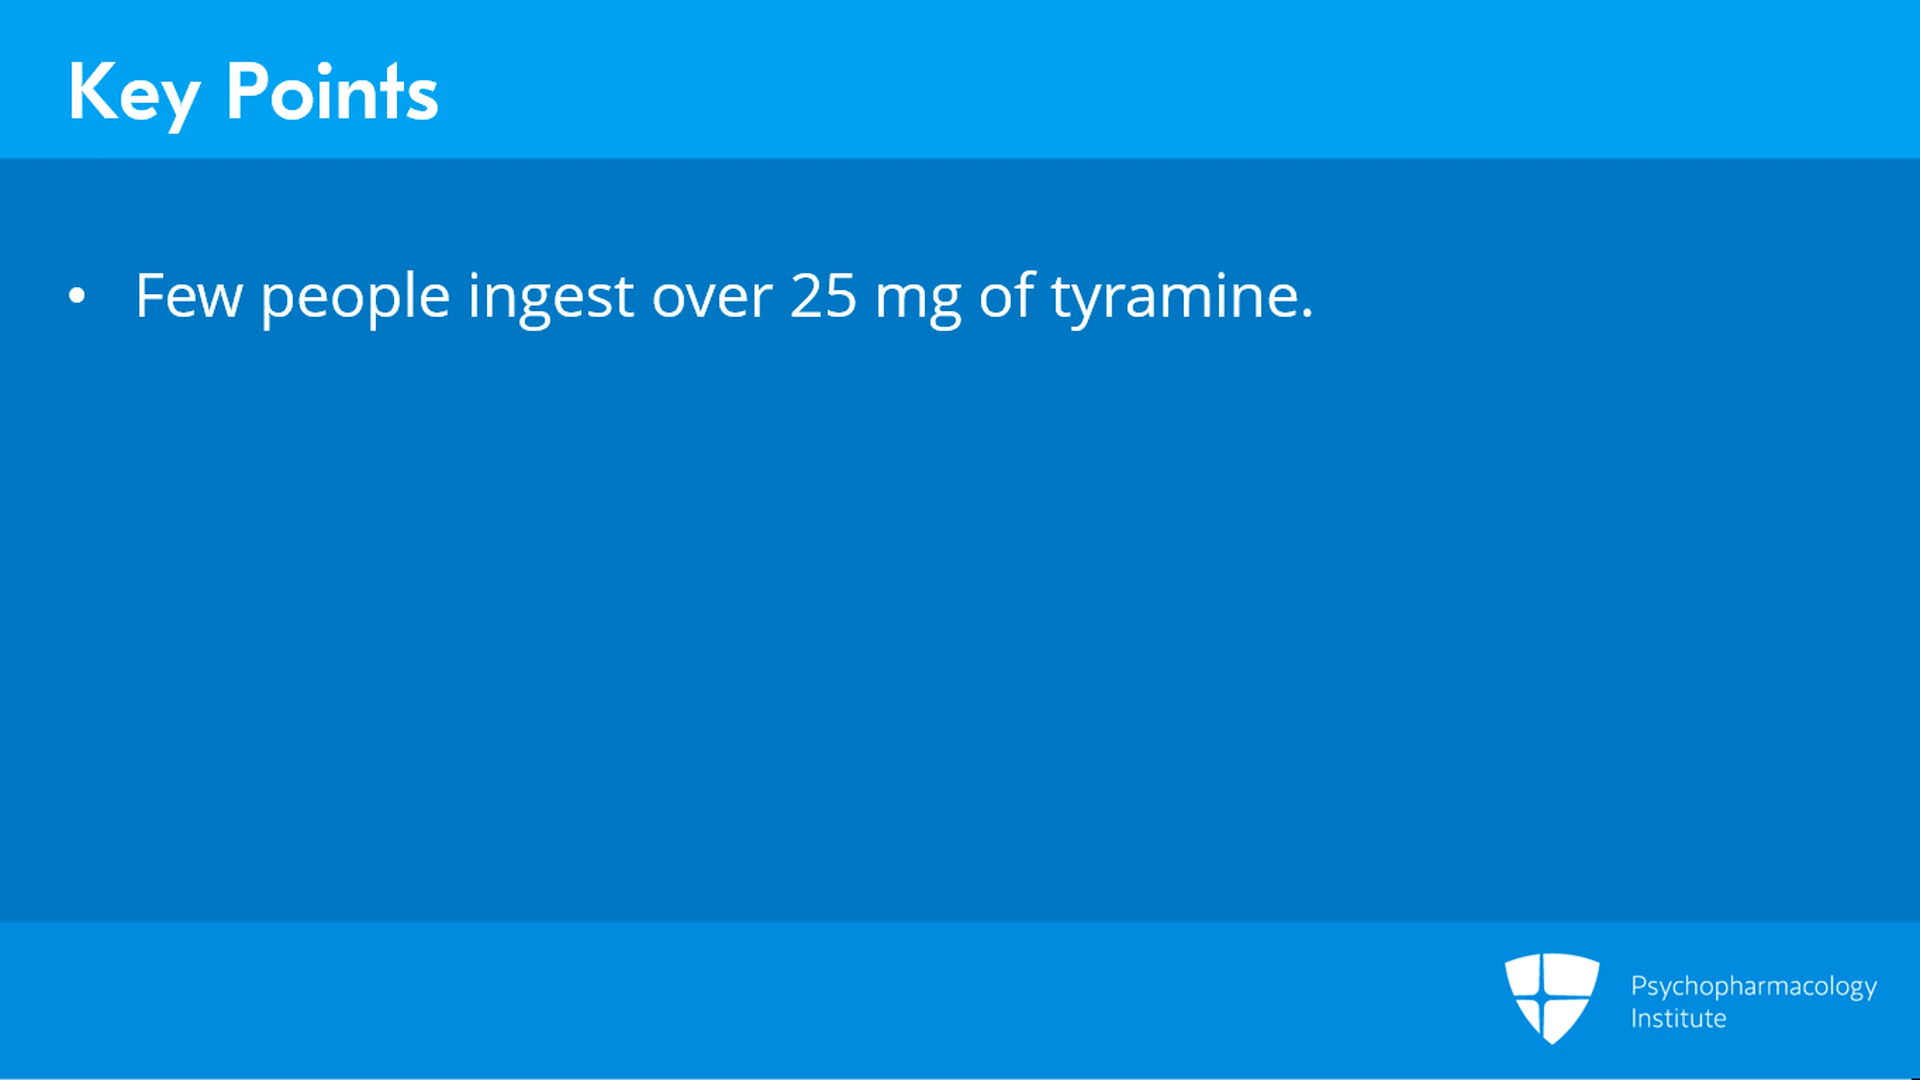 Key Points
• Few people ingest over 25 mg of tyramine.
Psychopharmacology
Institute